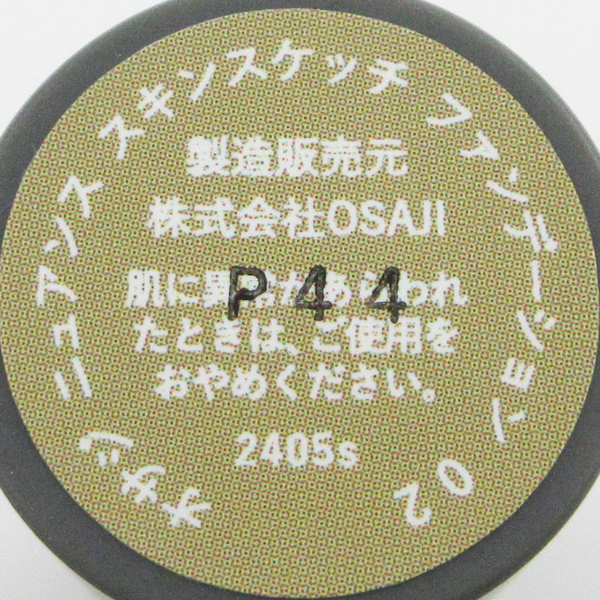 オサジ ニュアンス スキンスケッチ ファンデーション 02
製造販売元
株式会社OSAJI
肌に異常があらわれ
P44
たときは、ご使用を
おやめください。
2405s